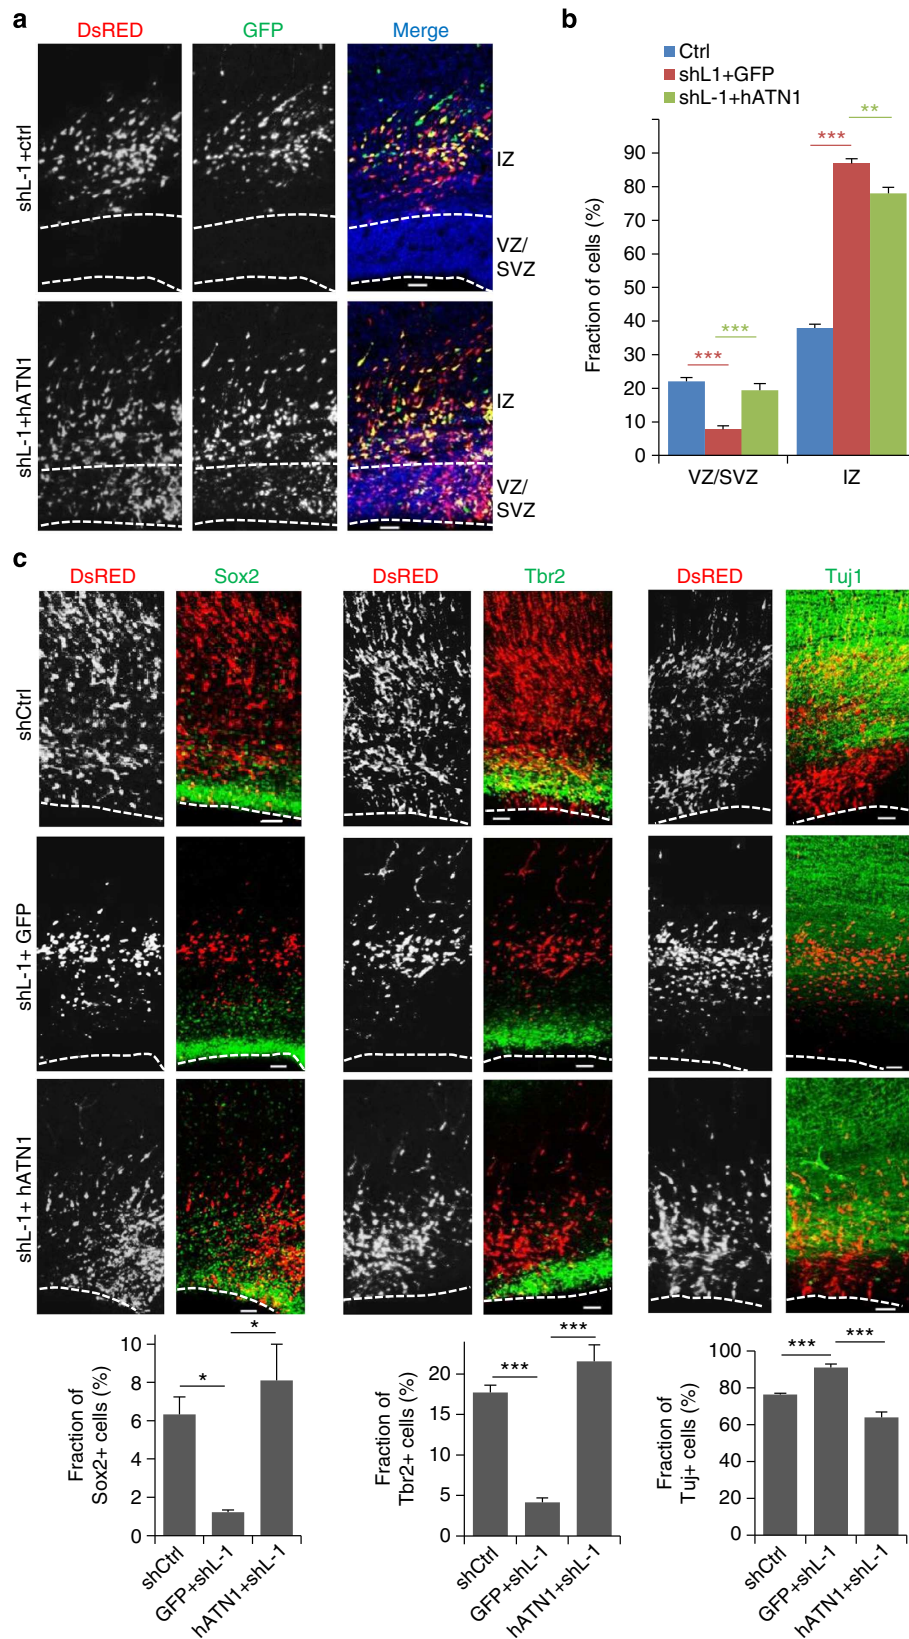 a
DsRED GFP Merge
shL-1+ctrl
IZ
VZ/
SVZ
shL-1+hATN1
IZ
VZ/
SVZ
b
Ctrl
shL1+GFP
shL-1+hATN1
Fraction of cells (%)
90
80
70
60
50
40
30
20
10
0
*** ***
*** **
VZ/SVZ IZ
c
DsRED Sox2 DsRED Tbr2 DsRED Tuj1
shCtrl
shL-1+ GFP
shL-1+ hATN1
Fraction of
Sox2+ cells (%)
10
8
6
4
2
0
* *
shCtrl
GFP+shL-1
hATN1+shL-1
Fraction of
Tbr2+ cells (%)
20
15
10
5
0
*** ***
shCtrl
GFP+shL-1
hATN1+shL-1
Fraction of
Tuj+ cells (%)
100
80
60
40
20
0
*** ***
shCtrl
GFP+shL-1
hATN1+shL-1